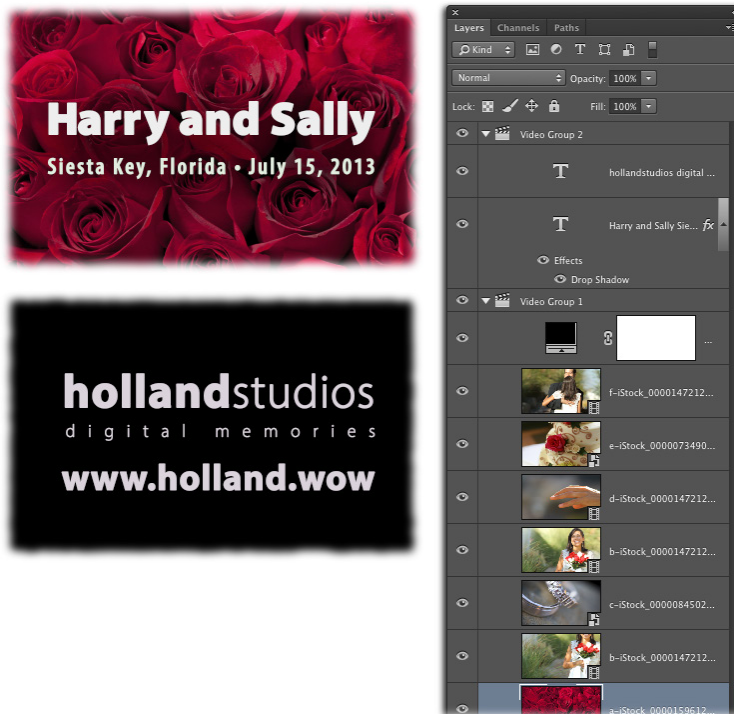 Harry and Sally
Siesta Key, Florida • July 15, 2013
hollandstudios
digital memories
www.holland.wow
Layers Channels Paths
Kind
Normal Opacity: 100%
Lock: Fill: 100%
Video Group 2
hollandstudios digital ...
Harry and Sally Sie... fx
Effects
Drop Shadow
Video Group 1
...
f-iStock_0000147212...
e-iStock_0000073490...
d-iStock_0000147212...
b-iStock_0000147212...
c-iStock_0000084502...
b-iStock_0000147212...
a-iStock_0000159612...